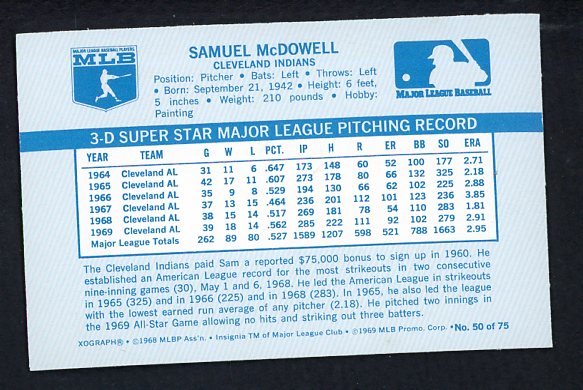 MAJOR LEAGUE BASEBALL PLAYERS
MLB
SAMUEL McDOWELL
CLEVELAND INDIANS
Position: Pitcher • Bats: Left • Throws: Left
• Born: September 21, 1942 • Height: 6 feet,
5 inches • Weight: 210 pounds • Hobby:
Painting
MAJOR LEAGUE BASEBALL
3-D SUPER STAR MAJOR LEAGUE PITCHING RECORD
YEAR TEAM G W L PCT. IP H R ER BB SO ERA
1964 Cleveland AL 31 11 6 .647 173 148 60 52 100 177 2.71
1965 Cleveland AL 42 17 11 .607 273 178 80 66 132 325 2.18
1966 Cleveland AL 35 9 8 .529 194 130 66 62 102 225 2.88
1967 Cleveland AL 37 13 15 .464 236 201 112 101 123 236 3.85
1968 Cleveland AL 38 15 14 .517 269 181 78 54 110 283 1.81
1969 Cleveland AL 39 18 14 .562 285 222 111 92 102 279 2.91
Major League Totals 262 89 80 .527 1589 1207 598 521 788 1663 2.95
The Cleveland Indians paid Sam a reported $75,000 bonus to sign up in 1960. He
established an American League record for the most strikeouts in two consecutive
nine-inning games (30), May 1 and 6, 1968. He led the American League in strikeouts
in 1965 (325) and in 1966 (225) and in 1968 (283). In 1965, he also led the league
with the lowest earned run average of any pitcher (2.18). He pitched two innings in
the 1969 All-Star Game allowing no hits and striking out three batters.
XOGRAPH® • ©1968 MLBP Ass'n. • Insignia TM of Major League Club • ©1969 MLB Promo. Corp. • No. 50 of 75